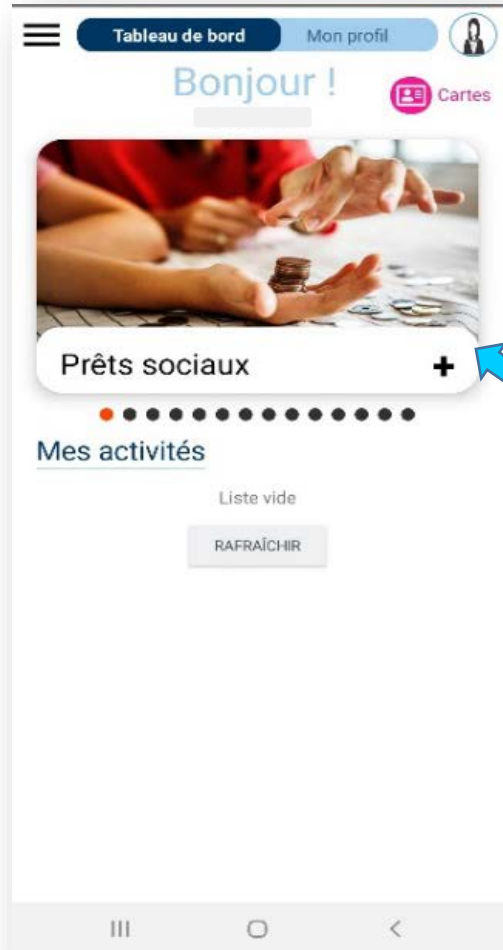 Tableau de bord Mon profil
Bonjour !
Cartes
Prêts sociaux +
Mes activités
Liste vide
RAFRAÎCHIR